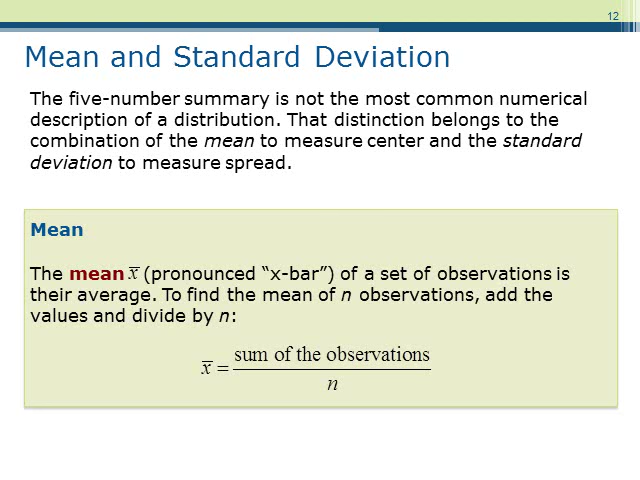 12
Mean and Standard Deviation
The five-number summary is not the most common numerical
description of a distribution. That distinction belongs to the
combination of the mean to measure center and the standard
deviation to measure spread.
Mean
The mean x̅ (pronounced “x-bar”) of a set of observations is
their average. To find the mean of n observations, add the
values and divide by n:
x̅ = sum of the observations
n